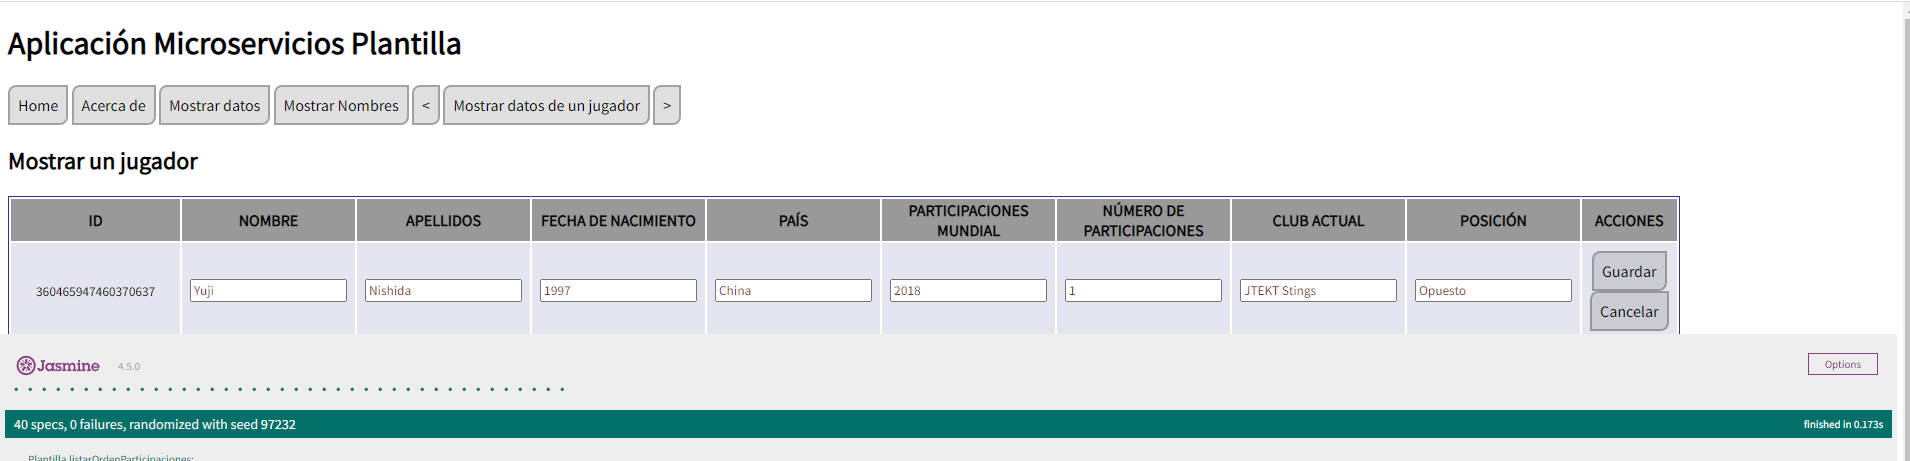 Aplicación Microservicios Plantilla
Home Acerca de Mostrar datos Mostrar Nombres < Mostrar datos de un jugador >
Mostrar un jugador
ID NOMBRE APELLIDOS FECHA DE NACIMIENTO PAÍS PARTICIPACIONES MUNDIAL NÚMERO DE PARTICIPACIONES CLUB ACTUAL POSICIÓN ACCIONES
360465947460370637 Yuji Nishida 1997 China 2018 1 JTEKT Stings Opuesto Guardar
Cancelar
Jasmine 4.5.0 Options
40 specs, 0 failures, randomized with seed 97232 finished in 0.173s
Plantilla listarOrdenParticipaciones: